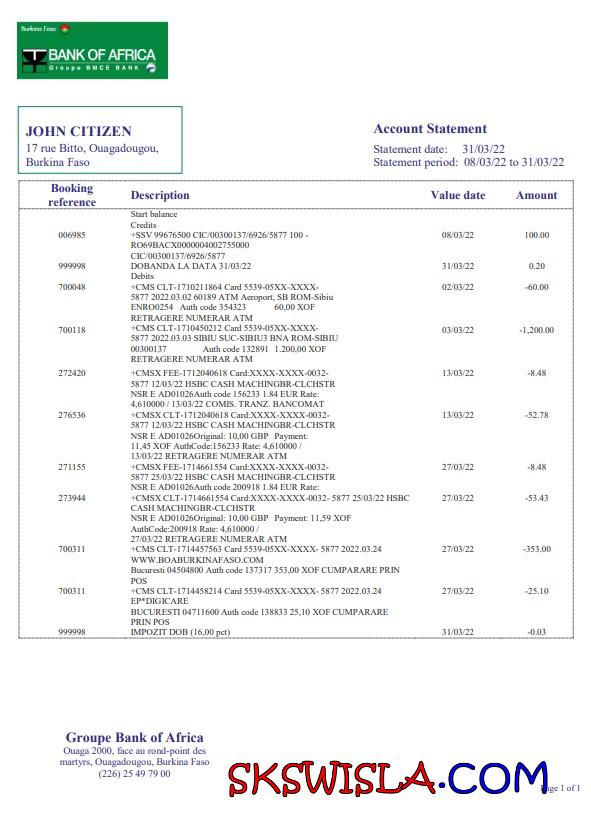 Burkina Faso
BANK OF AFRICA
Groupe BMCE BANK
JOHN CITIZEN
17 rue Bitto, Ouagadougou,
Burkina Faso
Account Statement
Statement date: 31/03/22
Statement period: 08/03/22 to 31/03/22
Booking reference Description Value date Amount
Start balance
Credits
006985 +SSV 99676500 CIC/00300137/6926/5877 100 - 08/03/22 100.00
RO69BACX0000004002755000
CIC/00300137/6926/5877
999998 DOBANDA LA DATA 31/03/22 31/03/22 0.20
Debits
700048 +CMS CLT-1710211864 Card 5539-05XX-XXXX- 02/03/22 -60.00
5877 2022.03.02 60189 ATM Aeroport, SB ROM-Sibiu
ENRO0254 Auth code 354323 60,00 XOF
RETRAGERE NUMERAR ATM
700118 +CMS CLT-1710450212 Card 5539-05XX-XXXX- 03/03/22 -1,200.00
5877 2022.03.03 SIBIU SUC-SIBIU3 BNA ROM-SIBIU
00300137 Auth code 132891 1.200,00 XOF
RETRAGERE NUMERAR ATM
272420 +CMSX FEE-1712040618 Card:XXXX-XXXX-0032- 13/03/22 -8.48
5877 12/03/22 HSBC CASH MACHINGBR-CLCHSTR
NSR E AD01026Auth code 156233 1.84 EUR Rate:
4,610000 / 13/03/22 COMIS. TRANZ. BANCOMAT
276536 +CMSX CLT-1712040618 Card:XXXX-XXXX-0032- 13/03/22 -52.78
5877 12/03/22 HSBC CASH MACHINGBR-CLCHSTR
NSR E AD01026Original: 10,00 GBP Payment:
11,45 XOF AuthCode:156233 Rate: 4,610000 /
13/03/22 RETRAGERE NUMERAR ATM
271155 +CMSX FEE-1714661554 Card:XXXX-XXXX-0032- 27/03/22 -8.48
5877 25/03/22 HSBC CASH MACHINGBR-CLCHSTR
NSR E AD01026Auth code 200918 1.84 EUR Rate:
273944 +CMSX CLT-1714661554 Card:XXXX-XXXX-0032- 5877 25/03/22 HSBC 27/03/22 -53.43
CASH MACHINGBR-CLCHSTR
NSR E AD01026Original: 10,00 GBP Payment: 11,59 XOF
AuthCode:200918 Rate: 4,610000 /
27/03/22 RETRAGERE NUMERAR ATM
700311 +CMS CLT-1714457563 Card 5539-05XX-XXXX- 5877 2022.03.24 27/03/22 -353.00
WWW.BOABURKINAFASO.COM
Bucuresti 04504800 Auth code 137317 353,00 XOF CUMPARARE PRIN
POS
700311 +CMS CLT-1714458214 Card 5539-05XX-XXXX- 5877 2022.03.24 27/03/22 -25.10
EP*DIGICARE
BUCURESTI 04711600 Auth code 138833 25,10 XOF CUMPARARE
PRIN POS
999998 IMPOZIT DOB (16,00 pct) 31/03/22 -0.03
Groupe Bank of Africa
Ouaga 2000, face au rond-point des
martyrs, Ouagadougou, Burkina Faso
(226) 25 49 79 00
SKSWISLA.COM
Page 1 of 1